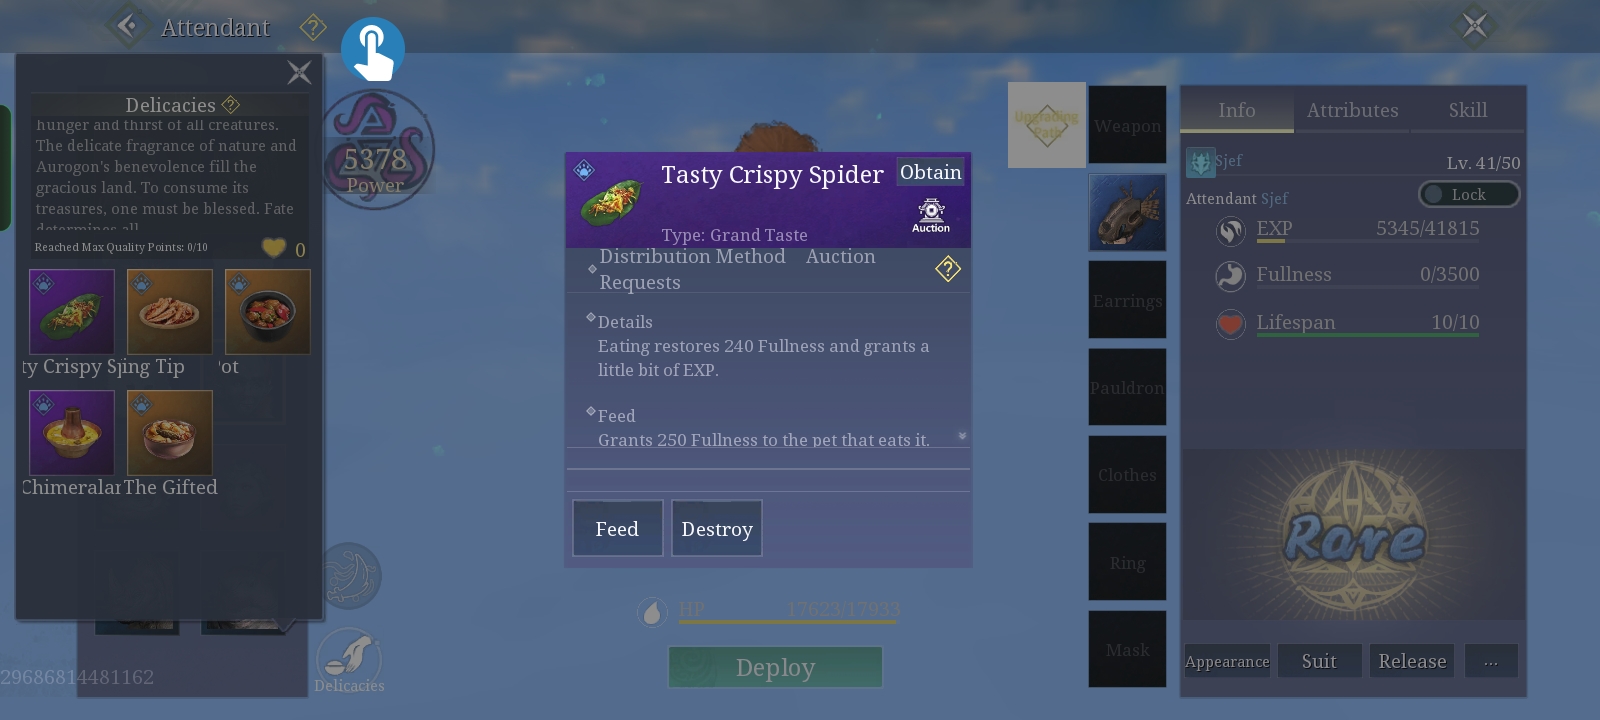 Attendant
Delicacies
hunger and thirst of all creatures.
The delicate fragrance of nature and
Aurogon's benevolence fill the
gracious land. To consume its
treasures, one must be blessed. Fate
determines all
Reached Max Quality Points: 0/10
0
ty Crispy S
ing Tip
Pot
Chimeralar
The Gifted
29686814481162
5378
Power
Delicacies
Tasty Crispy Spider
Obtain
Type: Grand Taste
Auction
Distribution Method Auction
Requests
Details
Eating restores 240 Fullness and grants a
little bit of EXP.
Feed
Grants 250 Fullness to the pet that eats it.
Feed
Destroy
HP 17623/17933
Deploy
Upgrading
Path
Weapon
Earrings
Pauldron
Clothes
Ring
Mask
Info
Attributes
Skill
Sjef
Lv. 41/50
Attendant Sjef
Lock
EXP 5345/41815
Fullness 0/3500
Lifespan 10/10
Rare
Appearance
Suit
Release
...